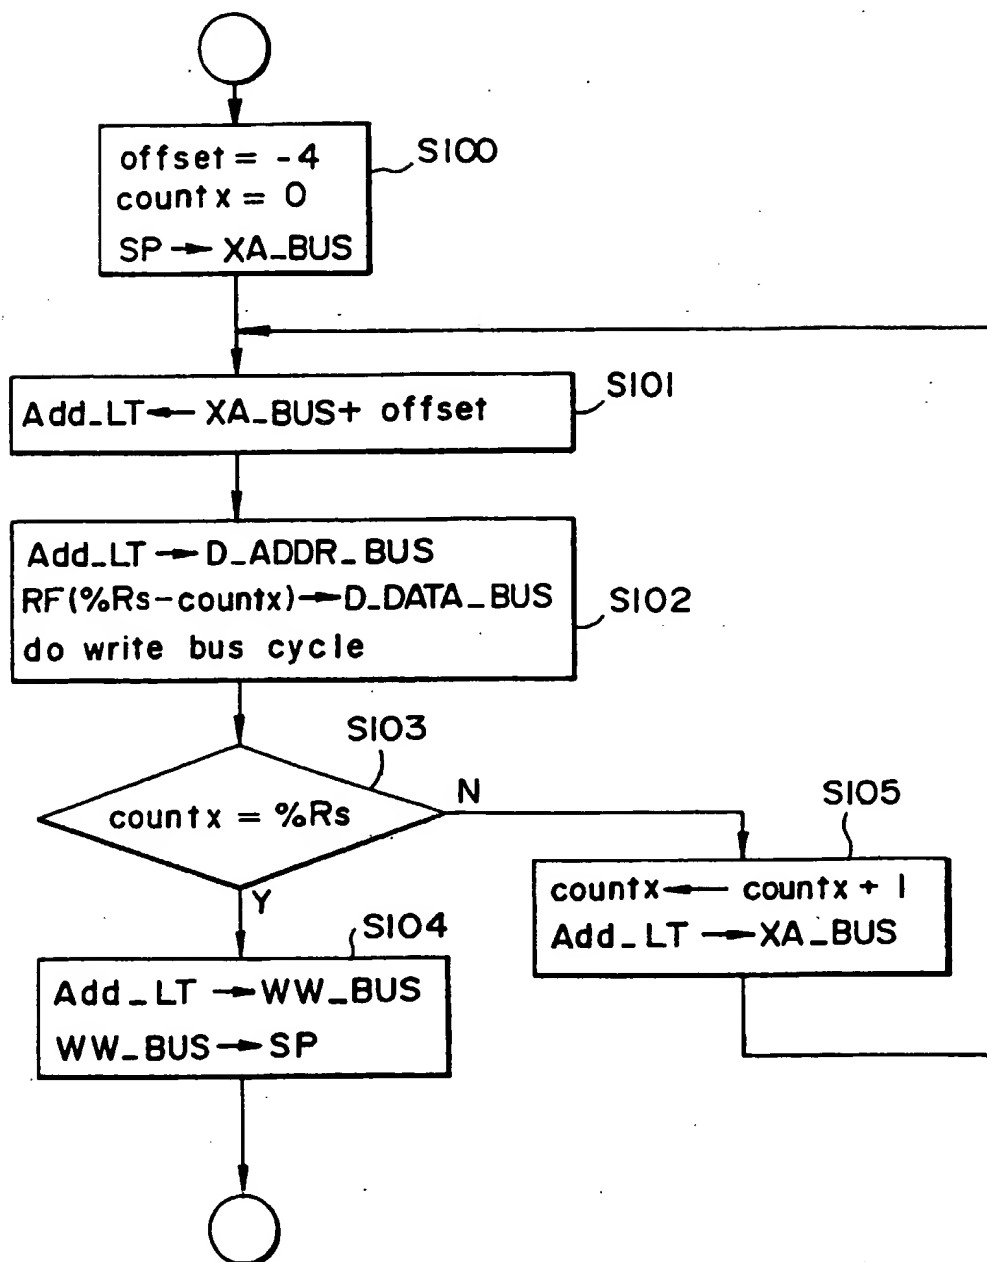 offset = -4
countx = 0
SP → XA_BUS
S100
Add_LT ← XA_BUS + offset
S101
Add_LT → D_ADDR_BUS
RF(%Rs-countx) → D_DATA_BUS
do write bus cycle
S102
S103
countx = %Rs
N
Y
S105
countx ← countx + 1
Add_LT → XA_BUS
S104
Add_LT → WW_BUS
WW_BUS → SP